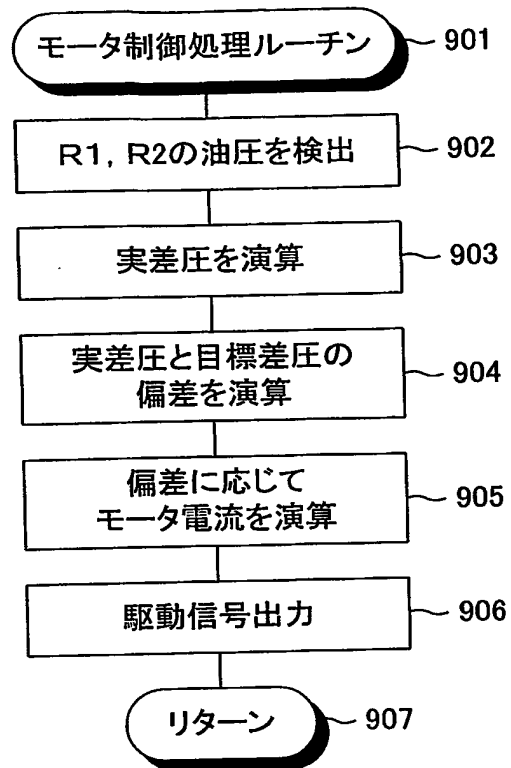 モータ制御処理ルーチン 901
R1, R2の油圧を検出 902
実差圧を演算 903
実差圧と目標差圧の
偏差を演算 904
偏差に応じて
モータ電流を演算 905
駆動信号出力 906
リターン 907